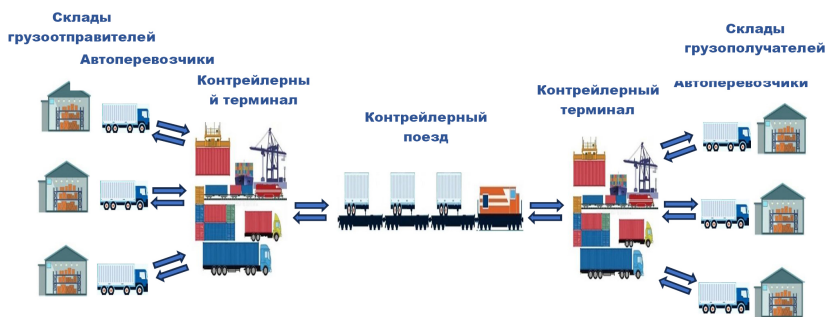 Склады
грузоотправителей
Автоперевозчики
Контрейлерны
й терминал
Контрейлерный
поезд
Контрейлерный
терминал
Склады
грузополучателей
Автоперевозчики